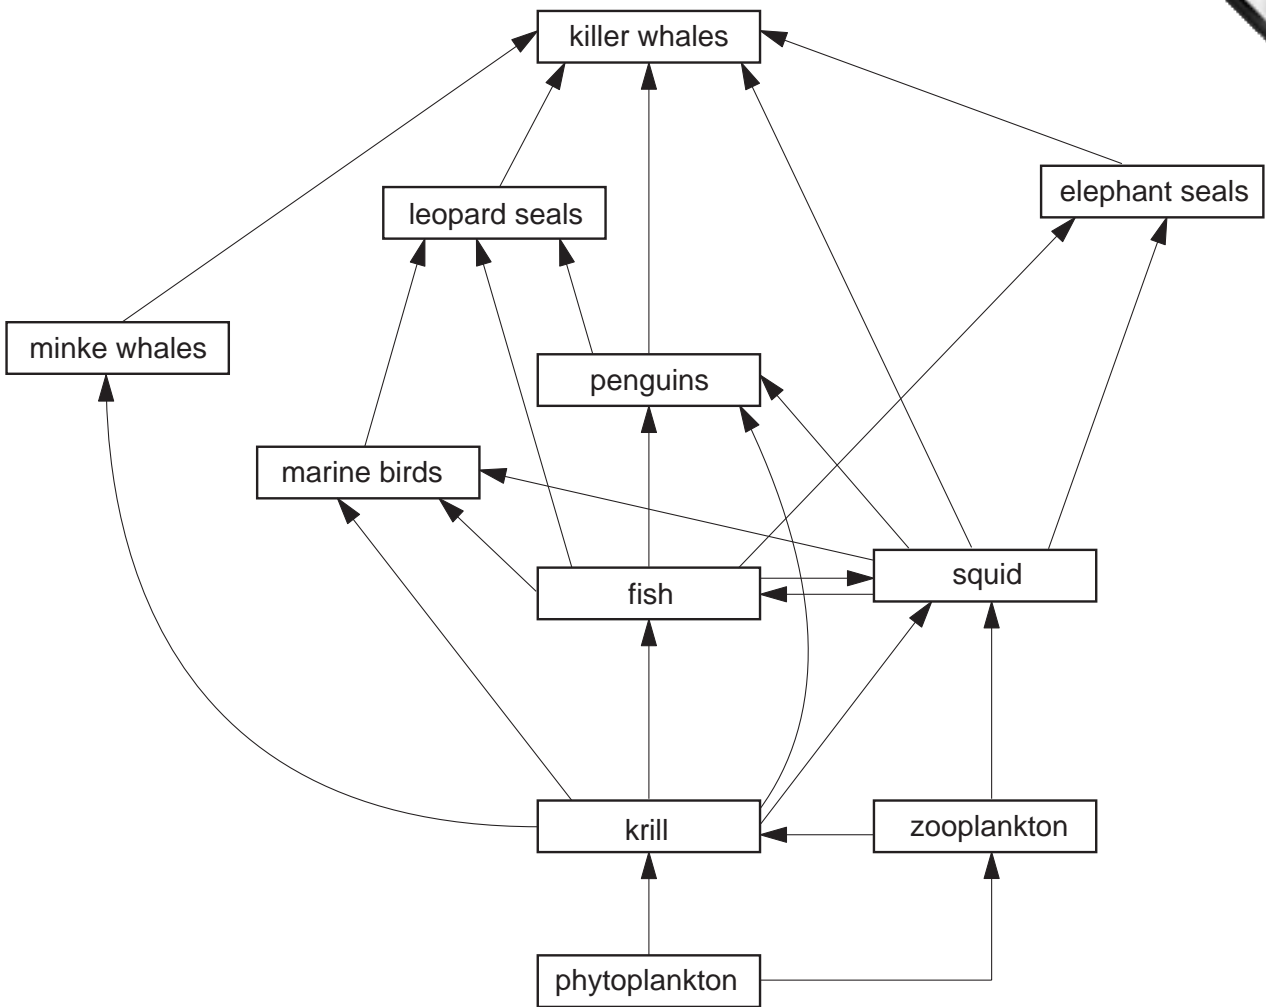 killer whales
elephant seals
leopard seals
minke whales
penguins
marine birds
squid
fish
zooplankton
krill
phytoplankton